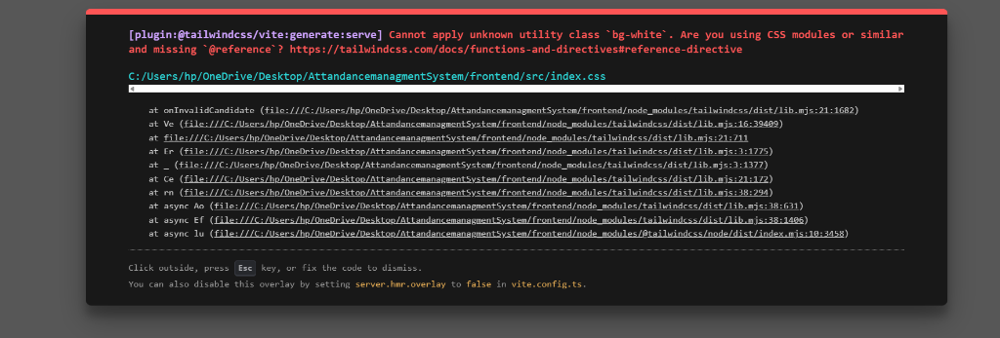 [plugin:@tailwindcss/vite:generate:serve] Cannot apply unknown utility class `bg-white`. Are you using CSS modules or similar
and missing `@reference`? https://tailwindcss.com/docs/functions-and-directives#reference-directive
C:/Users/hp/OneDrive/Desktop/AttandancemanagmentSystem/frontend/src/index.css
at onInvalidCandidate (file:///C:/Users/hp/OneDrive/Desktop/AttandancemanagmentSystem/frontend/node_modules/tailwindcss/dist/lib.mjs:21:1682)
at Ve (file:///C:/Users/hp/OneDrive/Desktop/AttandancemanagmentSystem/frontend/node_modules/tailwindcss/dist/lib.mjs:16:39409)
at file:///C:/Users/hp/OneDrive/Desktop/AttandancemanagmentSystem/frontend/node_modules/tailwindcss/dist/lib.mjs:21:711
at Er (file:///C:/Users/hp/OneDrive/Desktop/AttandancemanagmentSystem/frontend/node_modules/tailwindcss/dist/lib.mjs:3:1775)
at _ (file:///C:/Users/hp/OneDrive/Desktop/AttandancemanagmentSystem/frontend/node_modules/tailwindcss/dist/lib.mjs:3:1377)
at Ce (file:///C:/Users/hp/OneDrive/Desktop/AttandancemanagmentSystem/frontend/node_modules/tailwindcss/dist/lib.mjs:21:172)
at rn (file:///C:/Users/hp/OneDrive/Desktop/AttandancemanagmentSystem/frontend/node_modules/tailwindcss/dist/lib.mjs:38:294)
at async Ao (file:///C:/Users/hp/OneDrive/Desktop/AttandancemanagmentSystem/frontend/node_modules/tailwindcss/dist/lib.mjs:38:631)
at async Ef (file:///C:/Users/hp/OneDrive/Desktop/AttandancemanagmentSystem/frontend/node_modules/tailwindcss/dist/lib.mjs:38:1406)
at async lu (file:///C:/Users/hp/OneDrive/Desktop/AttandancemanagmentSystem/frontend/node_modules/@tailwindcss/node/dist/index.mjs:10:3458)
Click outside, press Esc key, or fix the code to dismiss.
You can also disable this overlay by setting server.hmr.overlay to false in vite.config.ts.